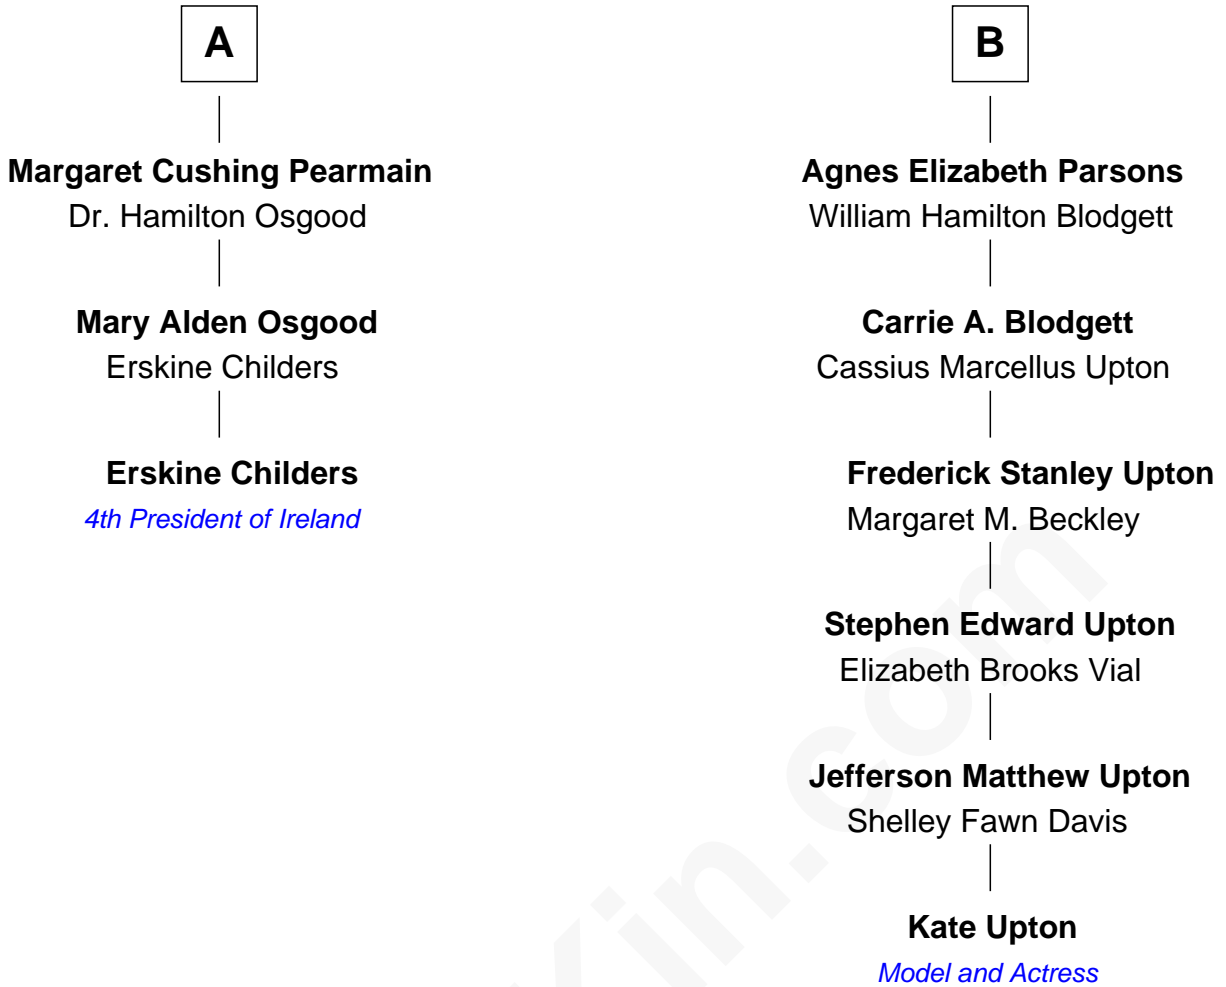 A
Margaret Cushing Pearmain
Dr. Hamilton Osgood
Mary Alden Osgood
Erskine Childers
Erskine Childers
4th President of Ireland
B
Agnes Elizabeth Parsons
William Hamilton Blodgett
Carrie A. Blodgett
Cassius Marcellus Upton
Frederick Stanley Upton
Margaret M. Beckley
Stephen Edward Upton
Elizabeth Brooks Vial
Jefferson Matthew Upton
Shelley Fawn Davis
Kate Upton
Model and Actress
Kin.com